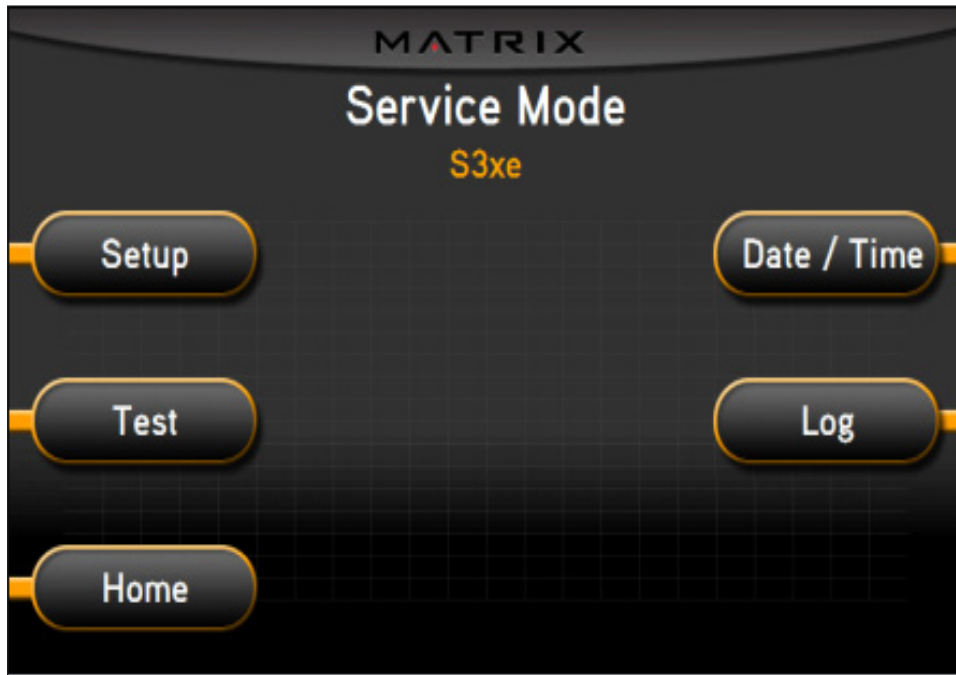 MATRIX
Service Mode
S3xe
Setup
Date / Time
Test
Log
Home